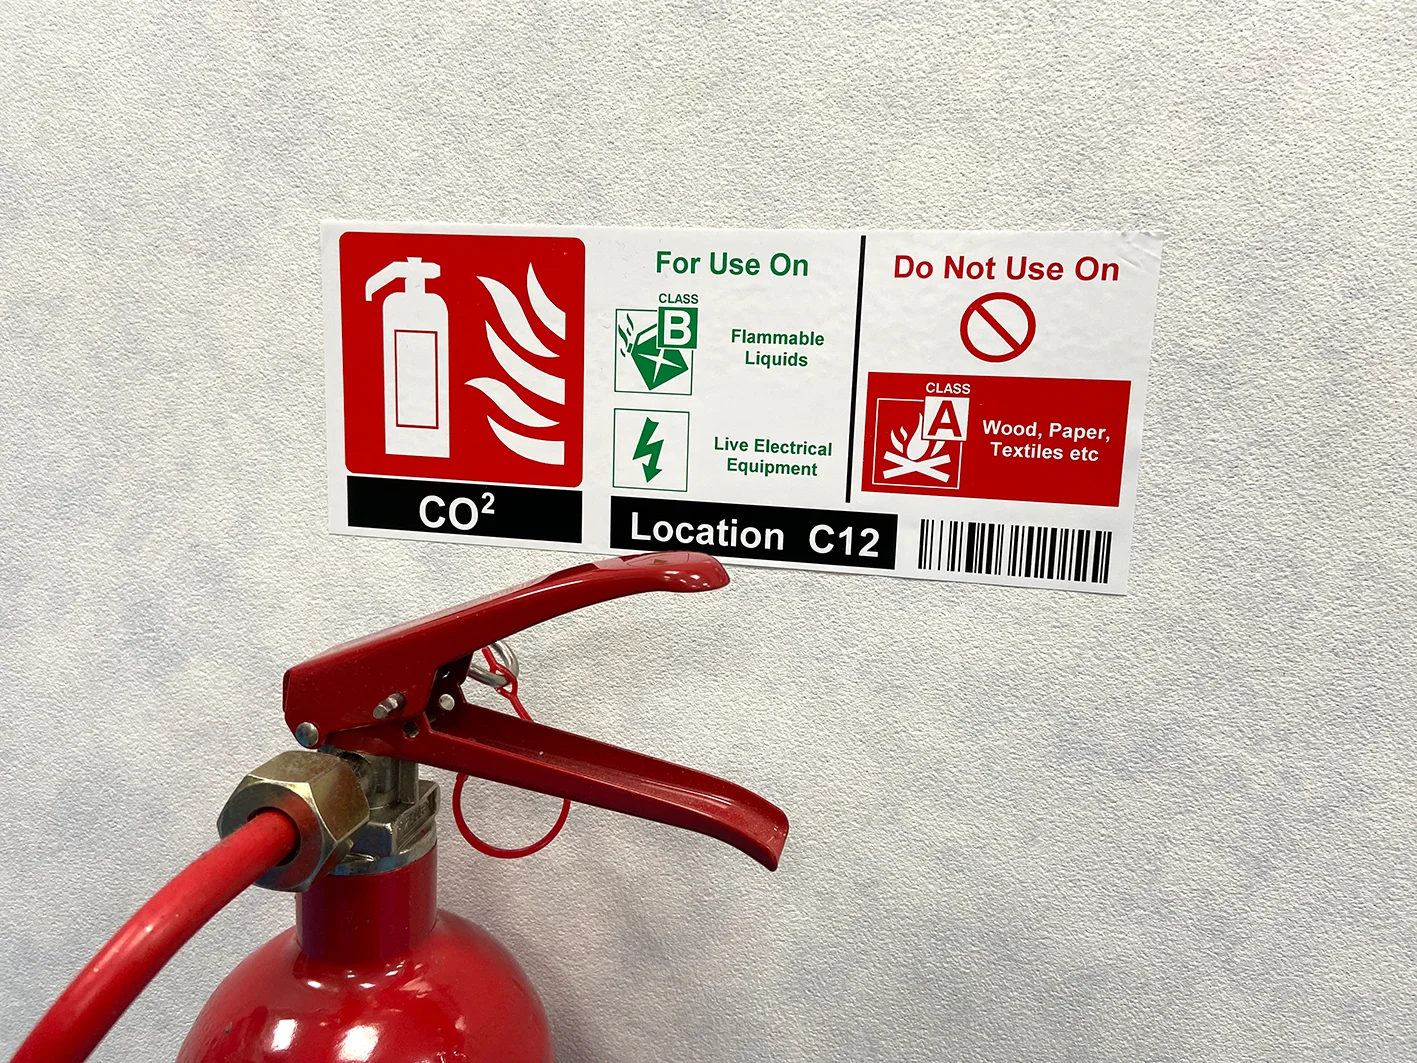 CO²
For Use On
CLASS
B
Flammable
Liquids
Live Electrical
Equipment
Location C12
Do Not Use On
CLASS
A
Wood, Paper,
Textiles etc